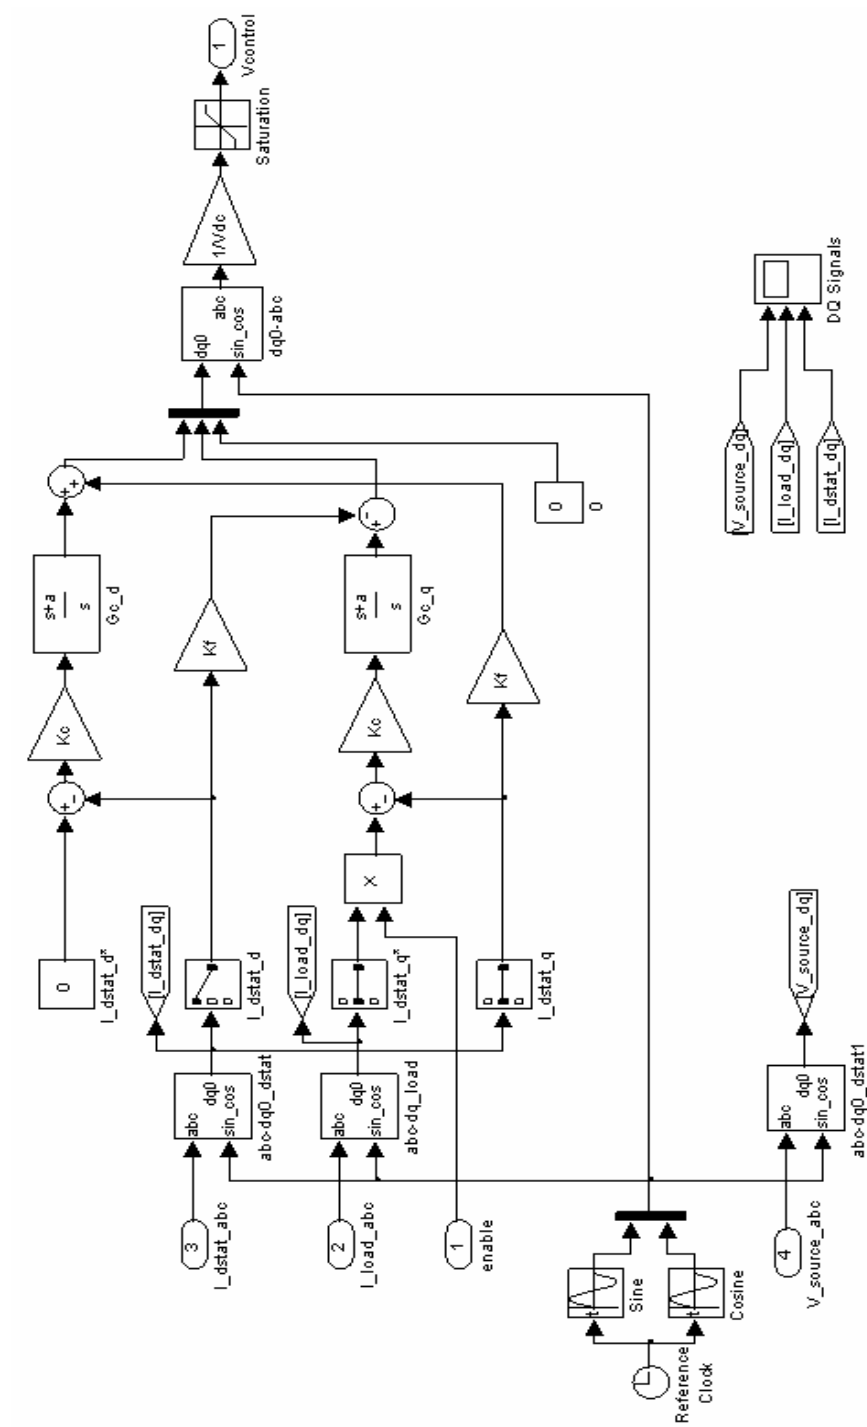 3
I_dstat_abc
abc
sin_cos
dq0
abc-dq0_dstat
0
I_dstat_d*
[I_dstat_dq]
I_dstat_d
+
-
Kc
s+a
s
Gc_d
+
+
Kf
2
I_load_abc
abc
sin_cos
dq0
abc-dq_load
[I_load_dq]
I_dstat_q*
X
+
-
Kc
s+a
s
Gc_q
-
+
1
enable
I_dstat_q
Kf
0
0
dq0
sin_cos
abc
dq0-abc
1/Vdc
Saturation
1
Vcontrol
Reference
Clock
t
Sine
t
Cosine
4
V_source_abc
abc
sin_cos
dq0
abc-dq0_dstat1
[V_source_dq]
[V_source_dq]
[I_load_dq]
[I_dstat_dq]
DQ Signals